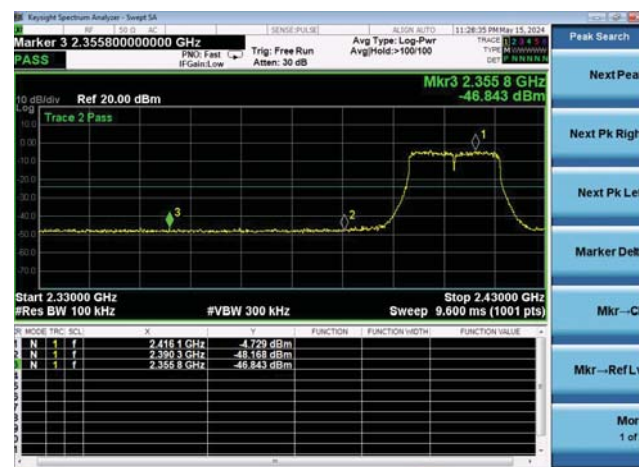 Keysight Spectrum Analyzer - Swept SA
RF 50 Ω AC SENSE:PULSE ALIGN AUTO 11:28:35 PM May 15, 2024
Marker 3 2.355800000000 GHz
PASS
PNO: Fast
IFGain:Low
Trig: Free Run
Atten: 30 dB
Avg Type: Log-Pwr
Avg|Hold:>100/100
TRACE 1 2 3 4 5 6
TYPE M W W W W W
DET P N N N N N
Peak Search
Mkr3 2.355 8 GHz
-46.843 dBm
10 dB/div Ref 20.00 dBm
Log
Trace 2 Pass
10.0
0.00
-10.0
-20.0
-30.0
-40.0
-50.0
-60.0
-70.0
1
2
3
Start 2.33000 GHz
Stop 2.43000 GHz
#Res BW 100 kHz
#VBW 300 kHz
Sweep 9.600 ms (1001 pts)
MODE TRC SCL X Y FUNCTION FUNCTION WIDTH FUNCTION VALUE
1 N 1 f 2.416 1 GHz -4.729 dBm
2 N 1 f 2.390 3 GHz -48.168 dBm
3 N 1 f 2.355 8 GHz -46.843 dBm
4
5
6
7
8
9
Next Pea
Next Pk Righ
Next Pk Le
Marker Delt
Mkr→C
Mkr→Ref Lv
Mor
1 of